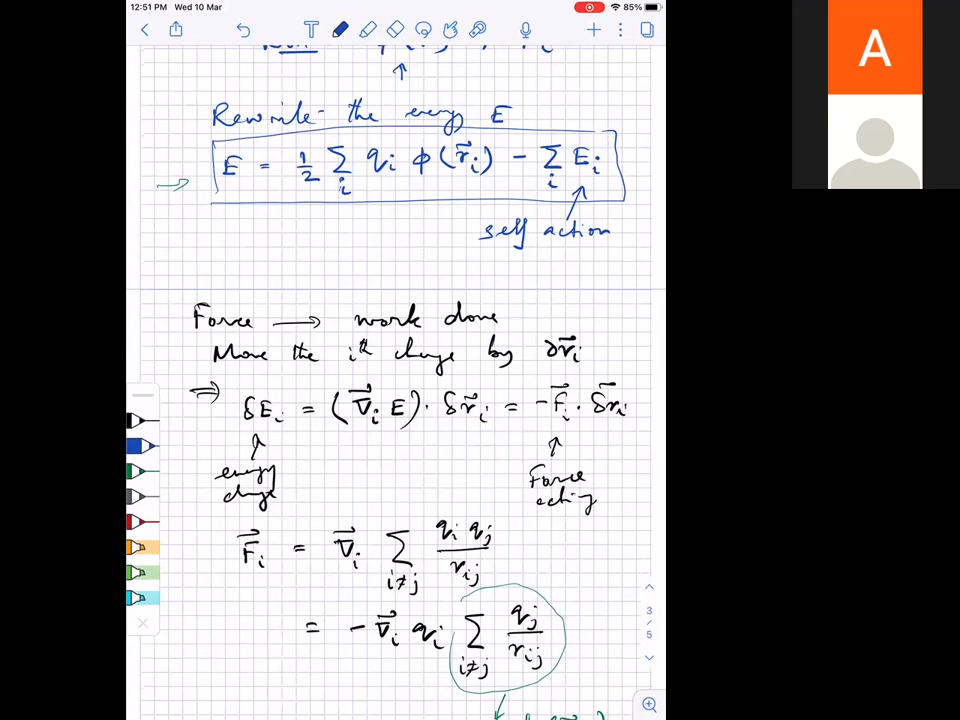 12:51 PM Wed 10 Mar
85%
A
Rewrite the energy E
E = 1/2 ∑_i q_i ϕ(r⃗_i) − ∑_i E_i
self action
Force ⟶ work done
Move the i^th charge by δr⃗_i
⇒ δE_i = (∇⃗_i E) · δr⃗_i = −F⃗_i · δr⃗_i
energy change
Force acting
F⃗_i = ∇⃗_i ∑_{i≠j} q_i q_j / r_ij
= −∇⃗_i q_i ∑_{i≠j} q_j / r_ij
3/5